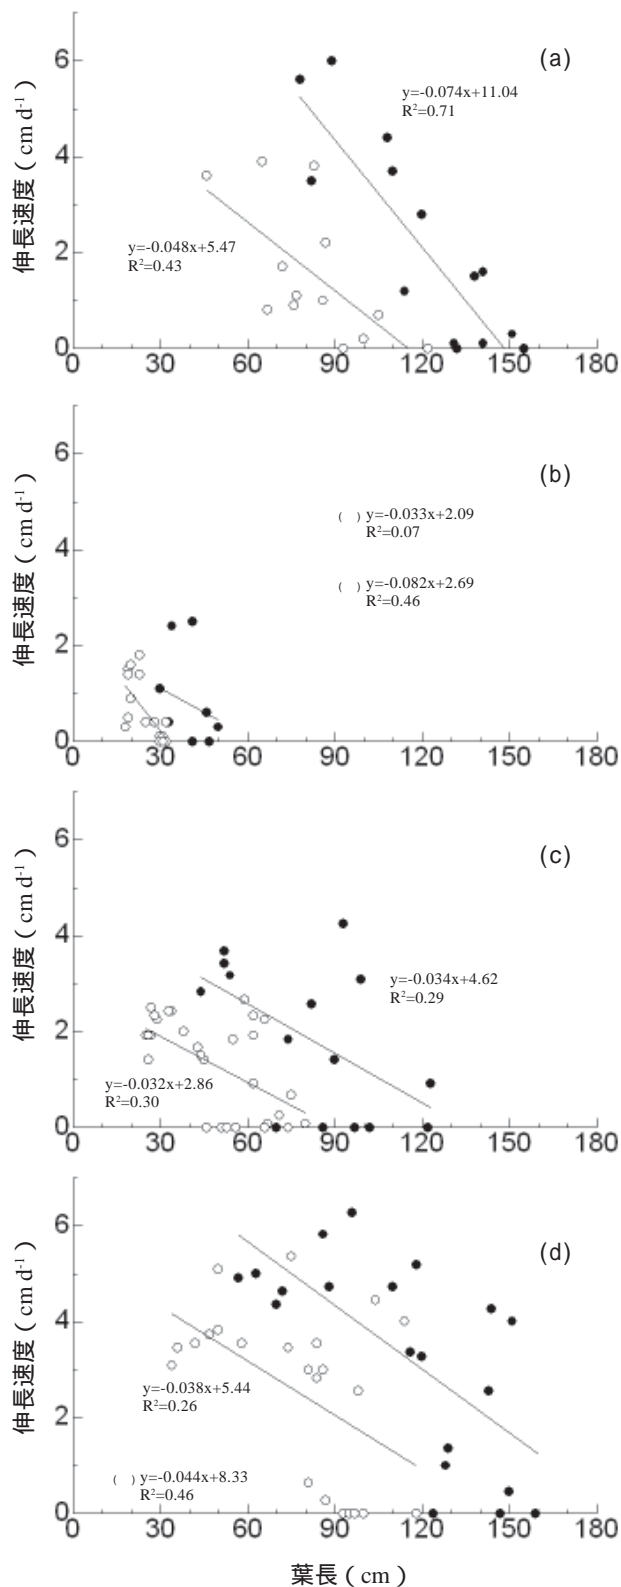 6
4
2
0
伸長速度 ( cm d⁻¹ )
(a)
y=-0.074x+11.04
R²=0.71
y=-0.048x+5.47
R²=0.43
0 30 60 90 120 150 180
6
4
2
0
伸長速度 ( cm d⁻¹ )
(b)
( ) y=-0.033x+2.09
R²=0.07
( ) y=-0.082x+2.69
R²=0.46
0 30 60 90 120 150 180
6
4
2
0
伸長速度 ( cm d⁻¹ )
(c)
y=-0.034x+4.62
R²=0.29
y=-0.032x+2.86
R²=0.30
0 30 60 90 120 150 180
6
4
2
0
伸長速度 ( cm d⁻¹ )
(d)
y=-0.038x+5.44
R²=0.26
( ) y=-0.044x+8.33
R²=0.46
0 30 60 90 120 150 180
葉長 ( cm )